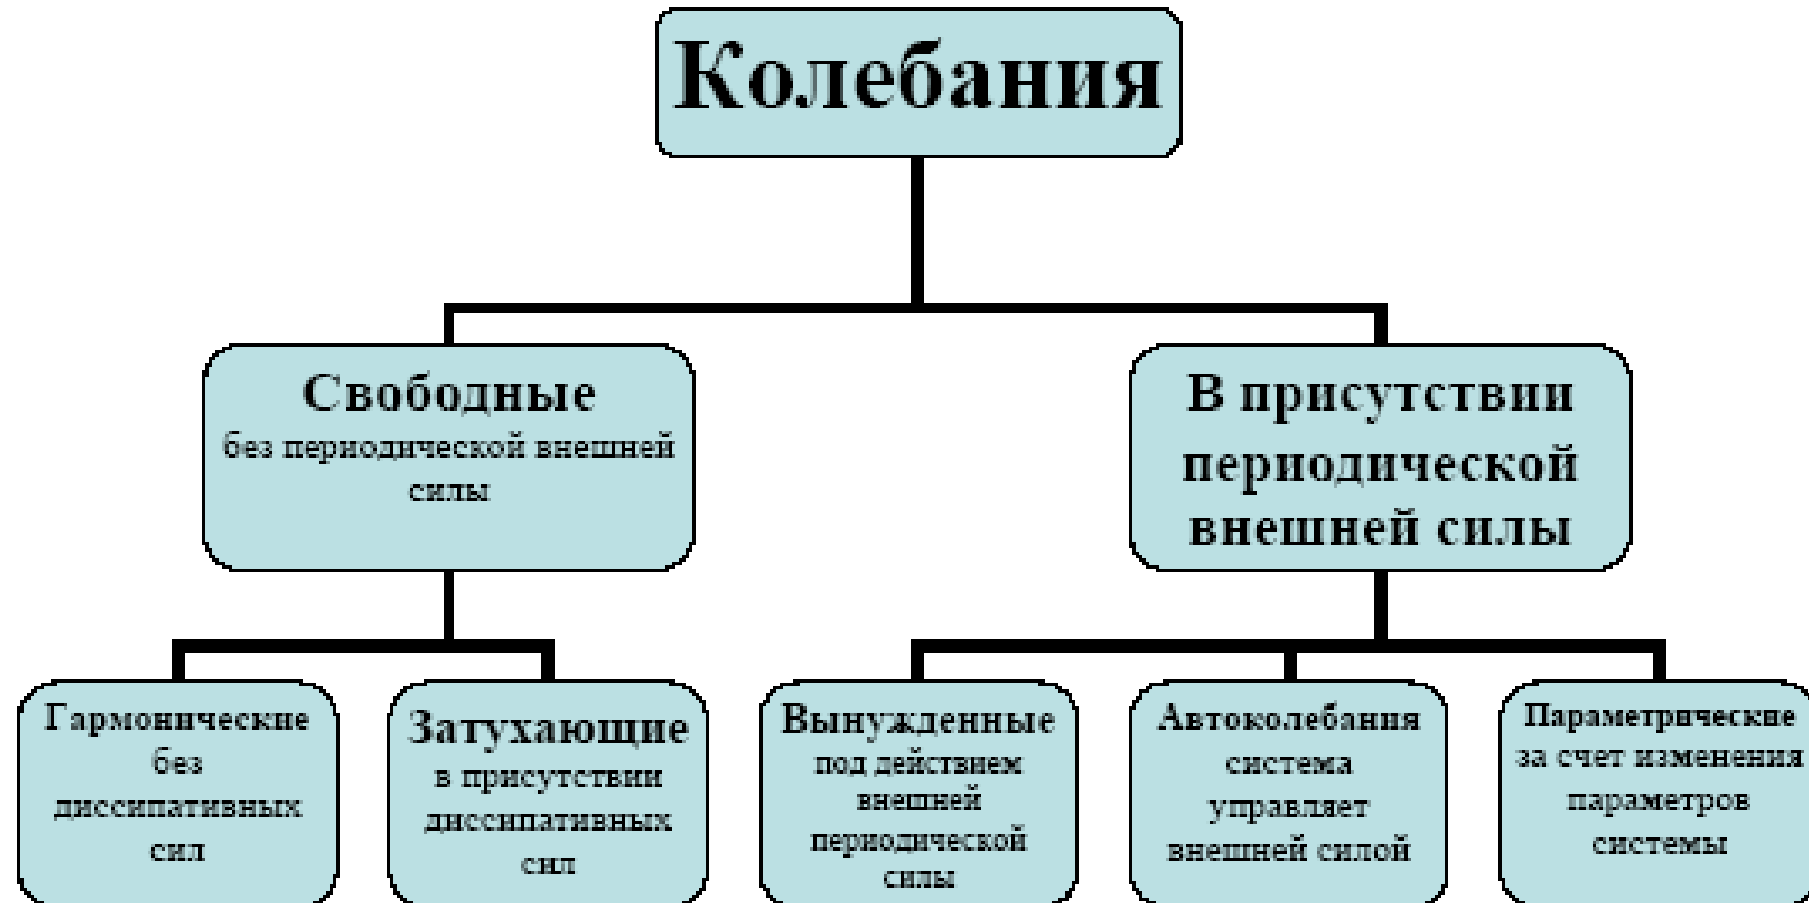 Колебания
Свободные
без периодической внешней
силы
В присутствии
периодической
внешней силы
Гармонические
без
диссипативных
сил
Затухающие
в присутствии
диссипативных
сил
Вынужденные
под действием
внешней
периодической
силы
Автоколебания
система
управляет
внешней силой
Параметрические
за счет изменения
параметров
системы